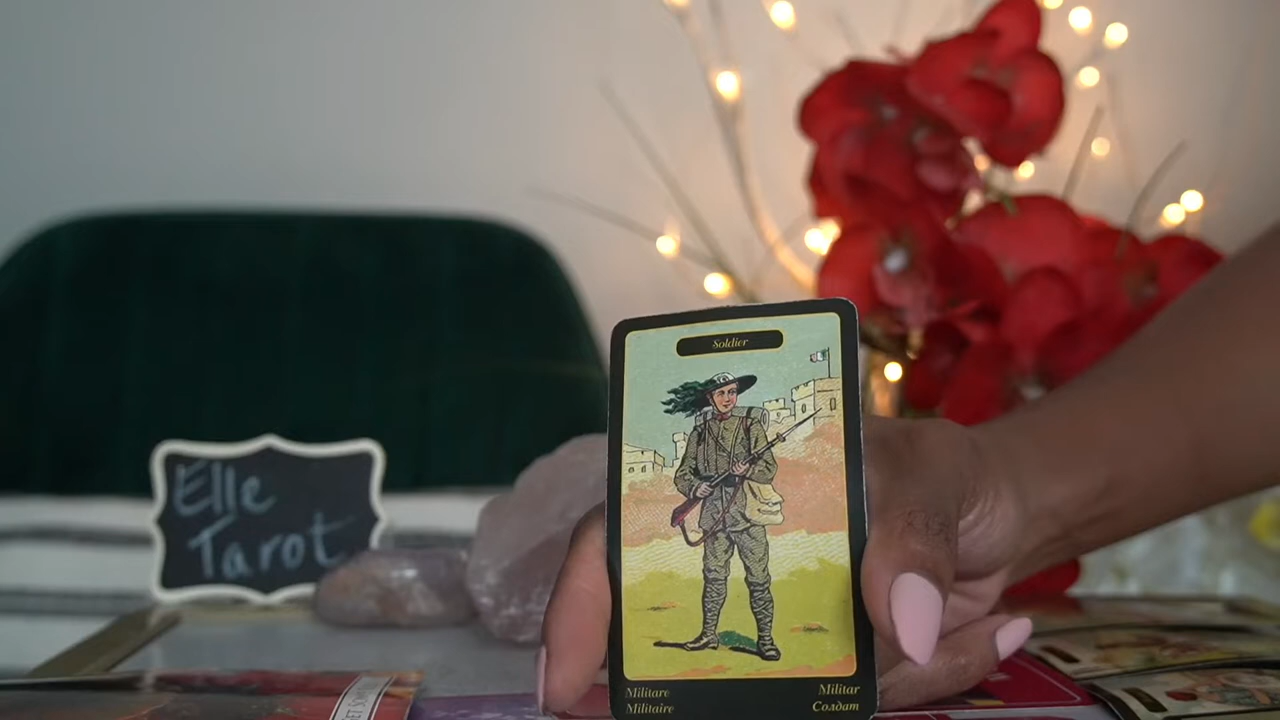 Soldier
Elle
Tarot
Militare
Militar
Militaire
Солдат